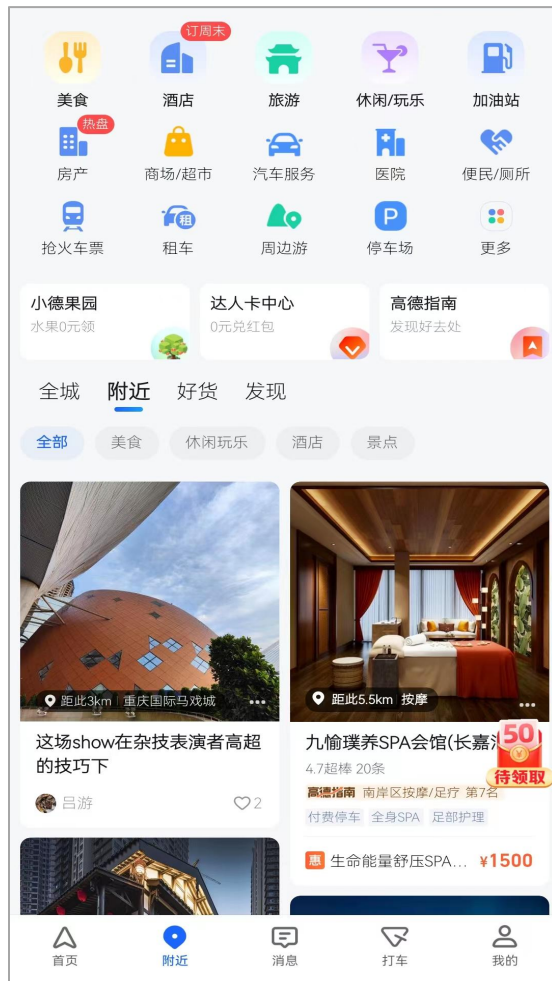 订周末
美食
酒店
旅游
休闲/玩乐
加油站
热盘
房产
商场/超市
汽车服务
医院
便民/厕所
租
P
抢火车票
租车
周边游
停车场
更多
小德果园
水果0元领
达人卡中心
0元兑红包
高德指南
发现好去处
全城
附近
好货
发现
全部
美食
休闲玩乐
酒店
景点
距此3km 重庆国际马戏城
这场show在杂技表演者高超
的技巧下
吕游
2
距此5.5km 按摩
九愉璞养SPA会馆(长嘉
4.7超棒 20条
高德指南 南岸区按摩/足疗 第7名
付费停车 全身SPA 足部护理
惠 生命能量舒压SPA... ¥1500
50
¥
待领取
首页
附近
消息
打车
我的